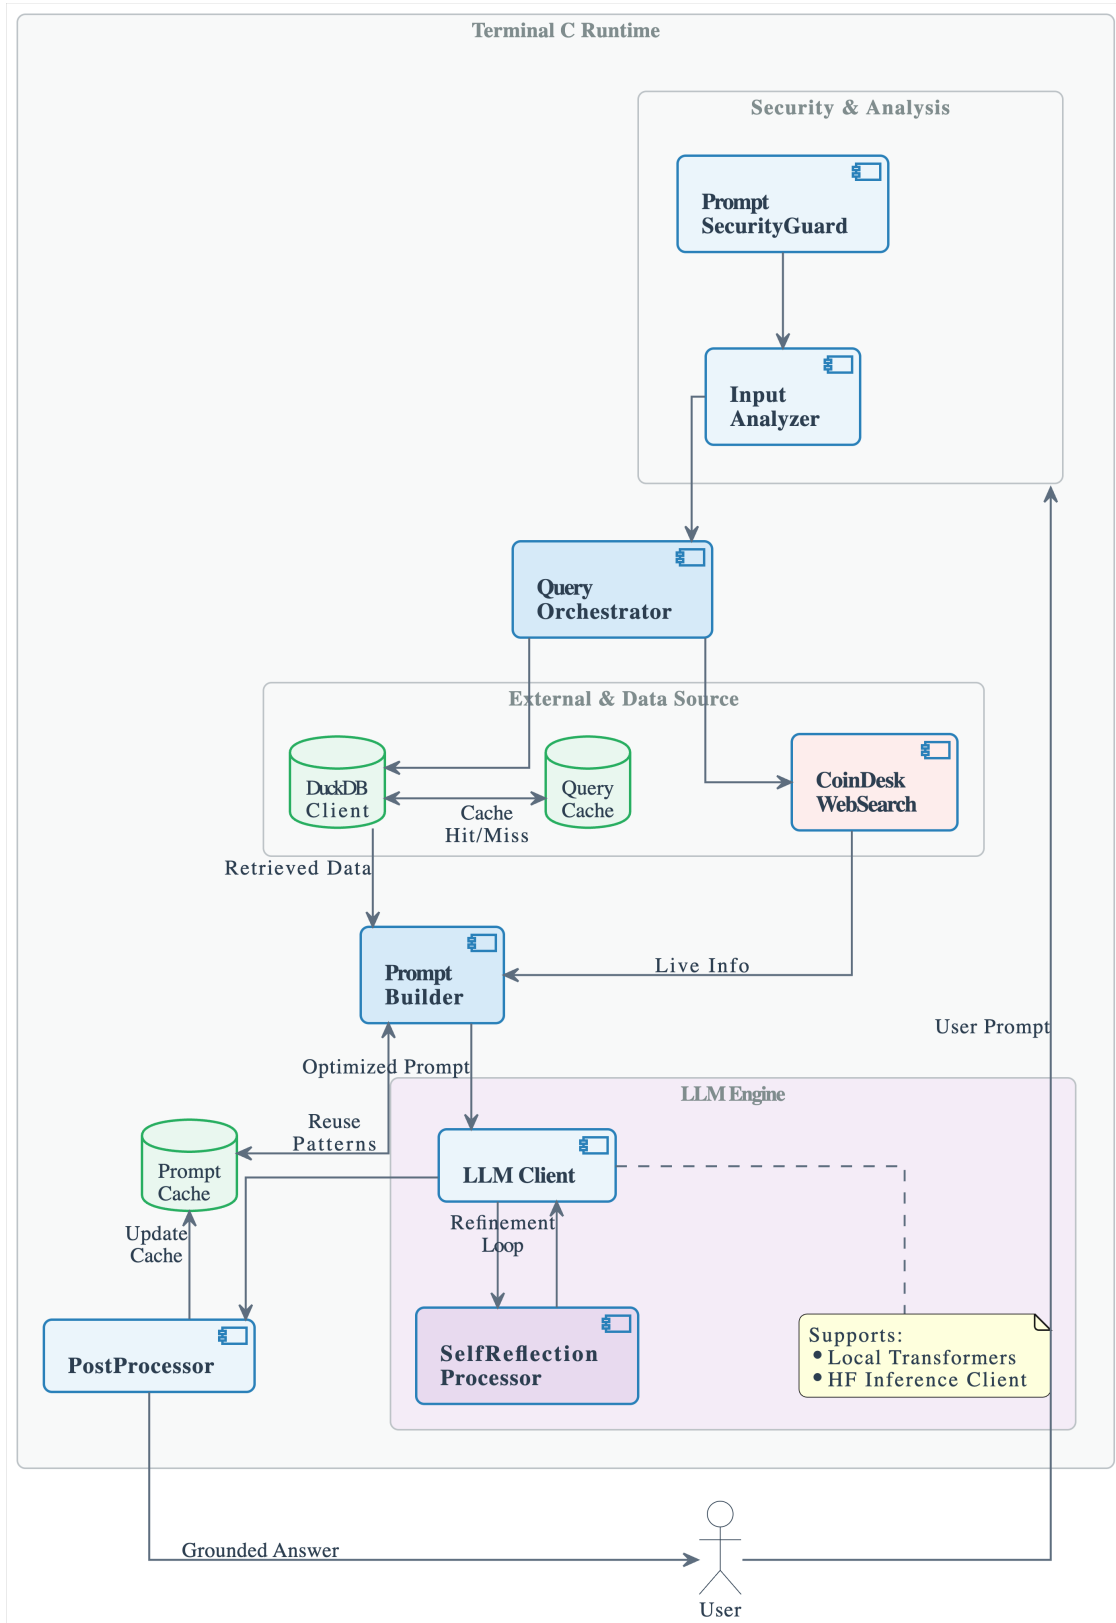 Terminal C Runtime
Security & Analysis
Prompt
SecurityGuard
Input
Analyzer
Query
Orchestrator
External & Data Source
DuckDB
Client
Query
Cache
CoinDesk
WebSearch
Cache
Hit/Miss
Retrieved Data
Prompt
Builder
Live Info
User Prompt
Optimized Prompt
LLM Engine
Reuse
Patterns
Prompt
Cache
LLM Client
Update
Cache
Refinement
Loop
PostProcessor
SelfReflection
Processor
Supports:
• Local Transformers
• HF Inference Client
Grounded Answer
User